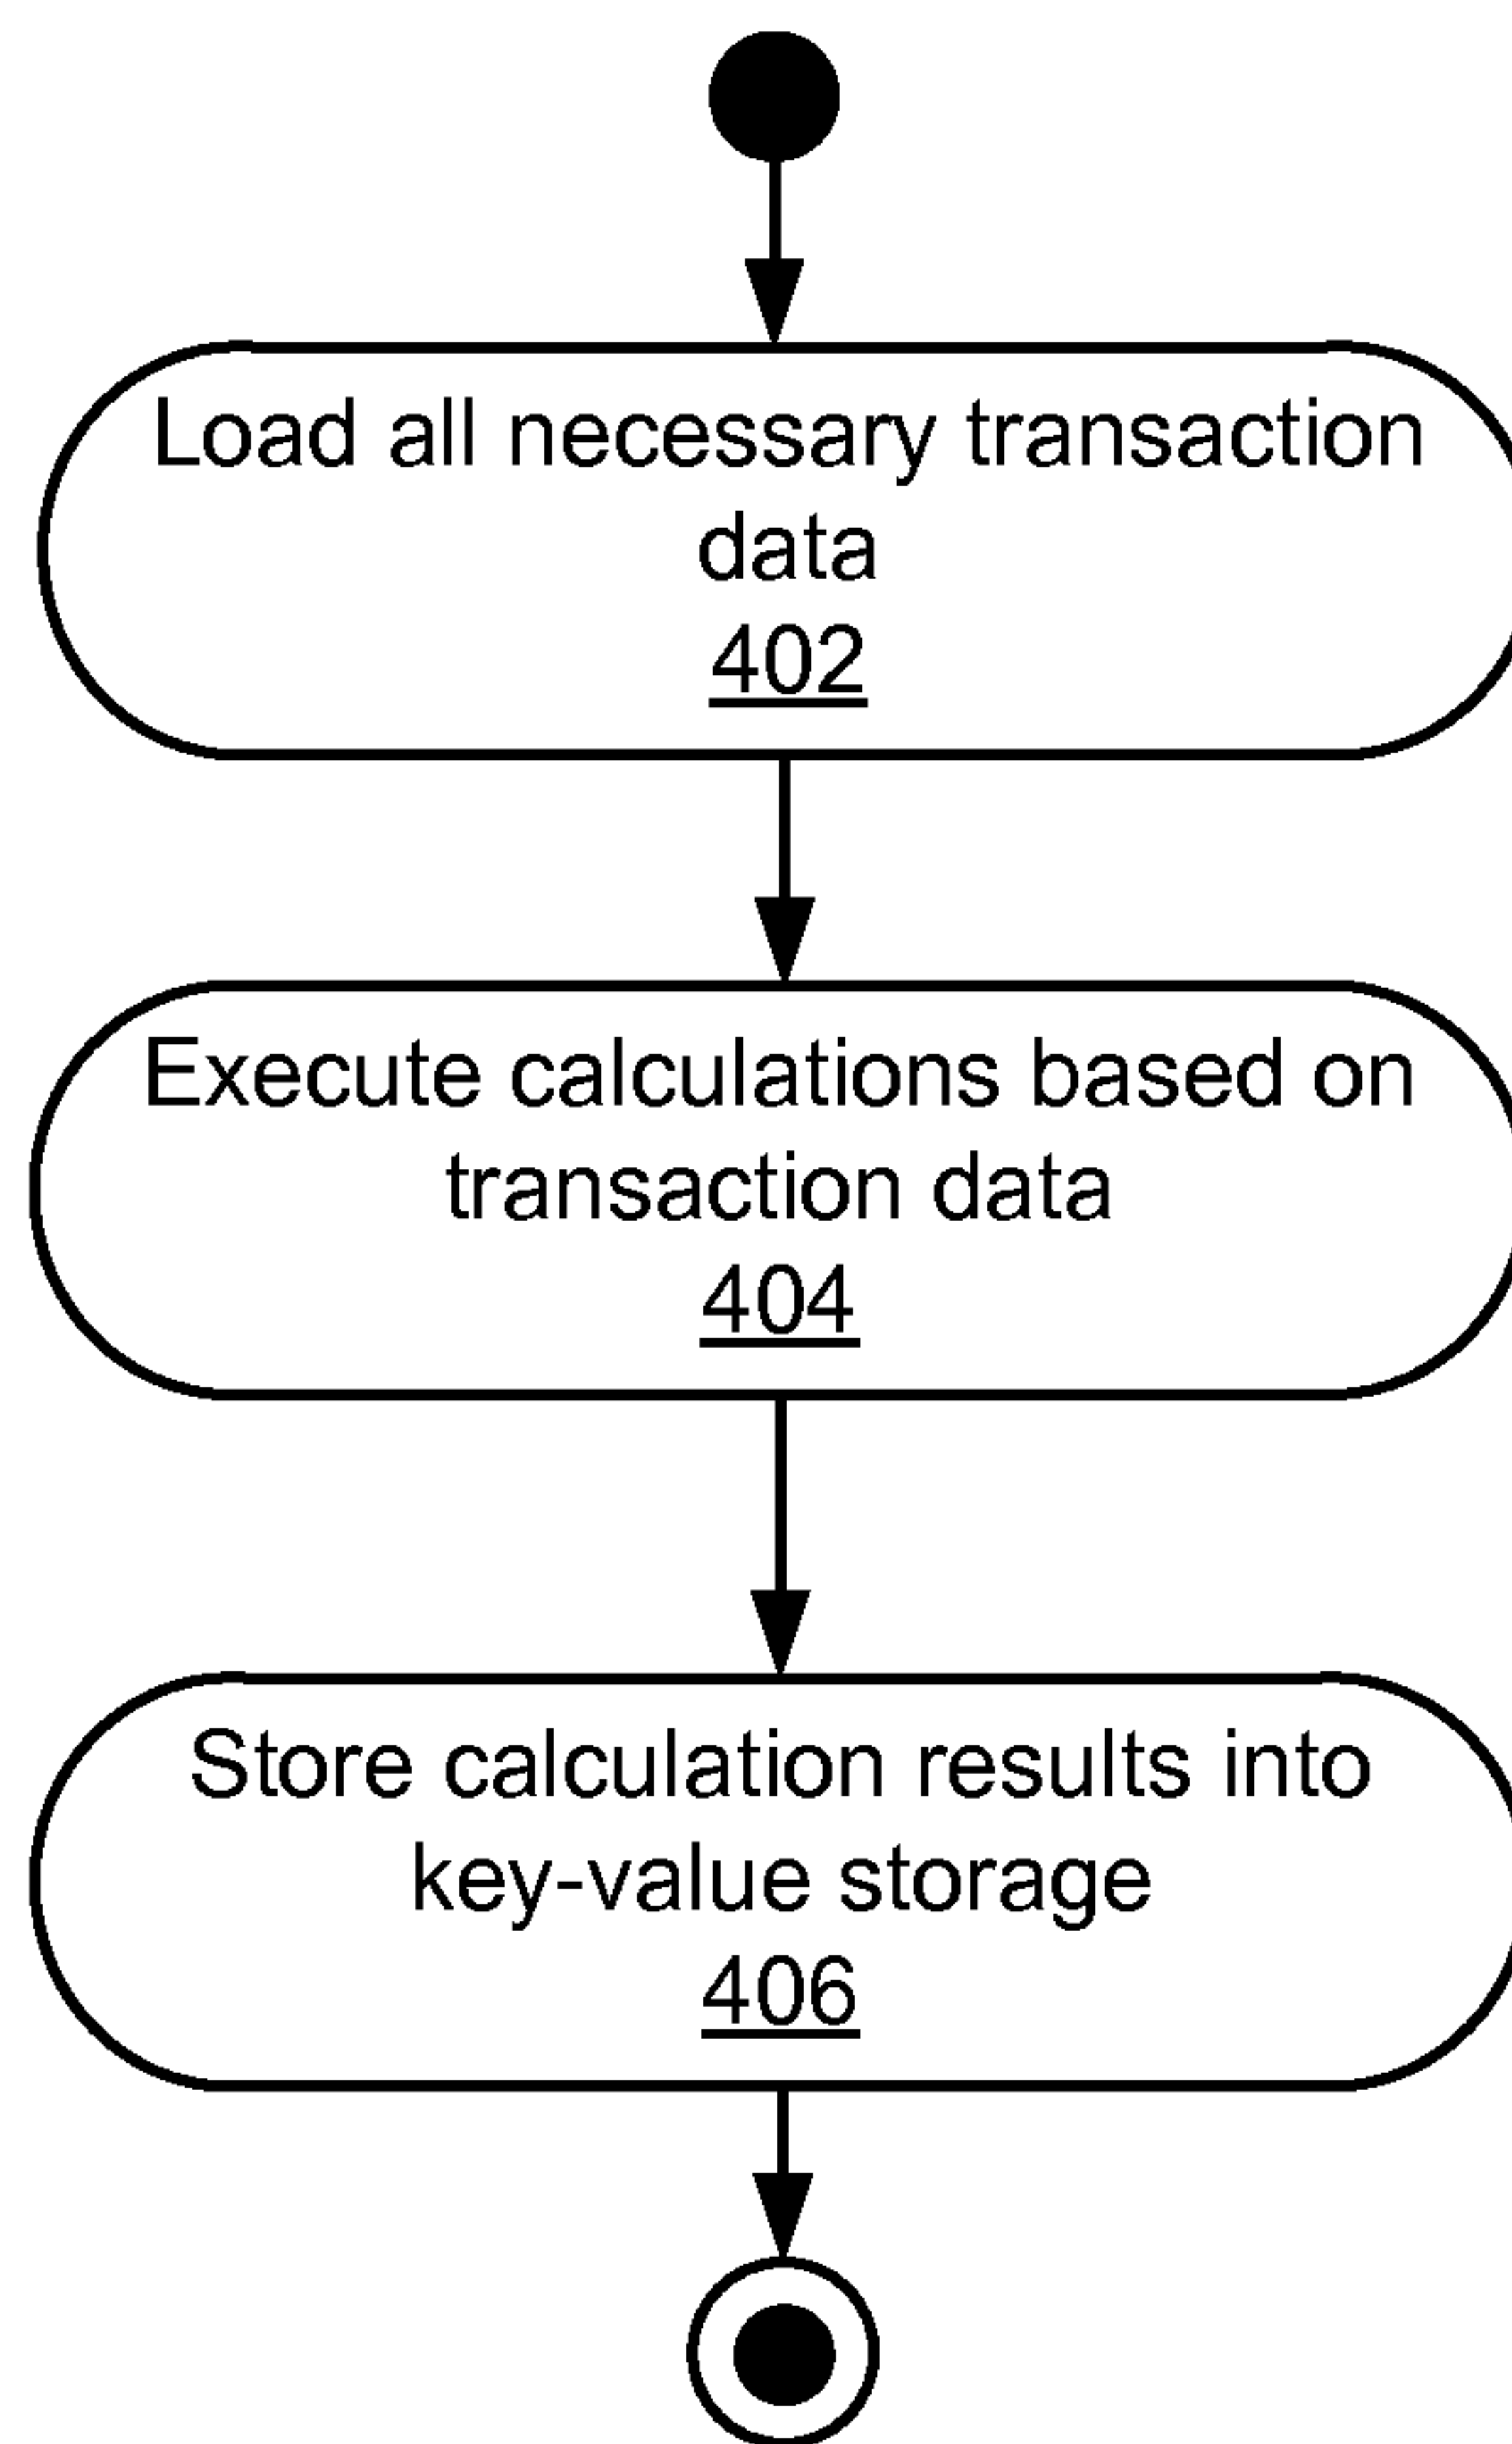 Load all necessary transaction
data
402
Execute calculations based on
transaction data
404
Store calculation results into
key-value storage
406